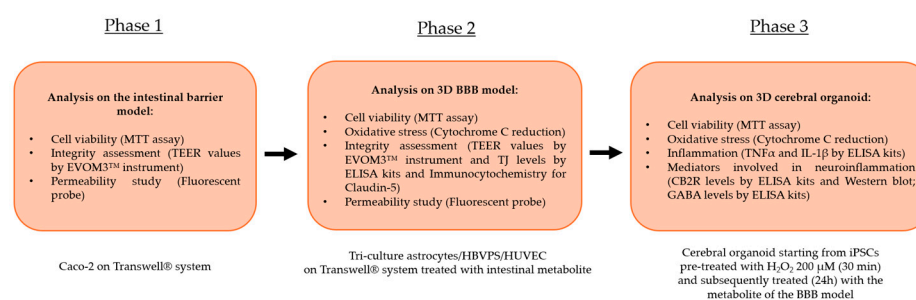 Phase 1
Phase 2
Phase 3
Analysis on the intestinal barrier
model:
• Cell viability (MTT assay)
• Integrity assessment (TEER values
by EVOM3™ instrument)
• Permeability study (Fluorescent
probe)
Analysis on 3D BBB model:
• Cell viability (MTT assay)
• Oxidative stress (Cytochrome C reduction)
• Integrity assessment (TEER values by
EVOM3™ instrument and TJ levels by
ELISA kits and Immunocytochemistry for
Claudin-5)
• Permeability study (Fluorescent probe)
Analysis on 3D cerebral organoid:
• Cell viability (MTT assay)
• Oxidative stress (Cytochrome C reduction)
• Inflammation (TNFα and IL-1β by ELISA kits)
• Mediators involved in neuroinflammation
(CB2R levels by ELISA kits and Western blot;
GABA levels by ELISA kits)
Caco-2 on Transwell® system
Tri-culture astrocytes/HBVPS/HUVEC
on Transwell® system treated with intestinal metabolite
Cerebral organoid starting from iPSCs
pre-treated with H₂O₂ 200 μM (30 min)
and subsequently treated (24h) with the
metabolite of the BBB model